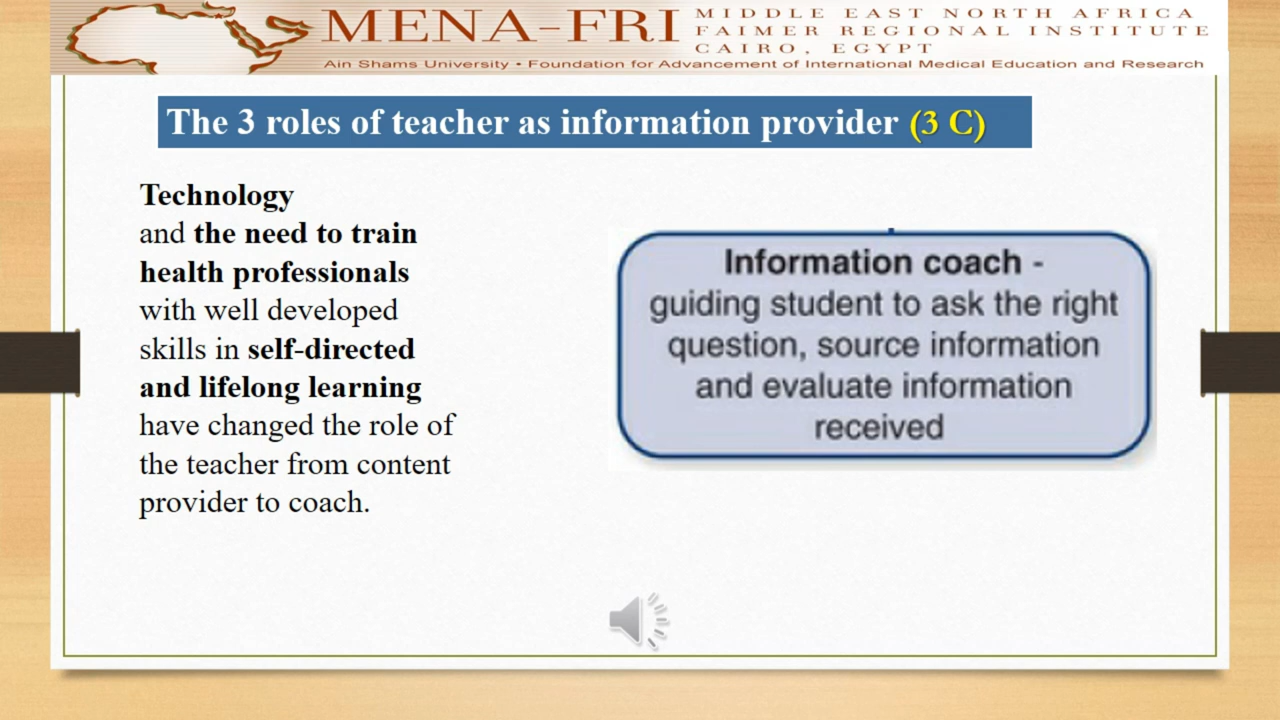 MENA-FRI
MIDDLE EAST NORTH AFRICA
FAIMER REGIONAL INSTITUTE
CAIRO, EGYPT
Ain Shams University • Foundation for Advancement of International Medical Education and Research
The 3 roles of teacher as information provider (3 C)
Technology
and the need to train
health professionals
with well developed
skills in self-directed
and lifelong learning
have changed the role of
the teacher from content
provider to coach.
Information coach -
guiding student to ask the right
question, source information
and evaluate information
received